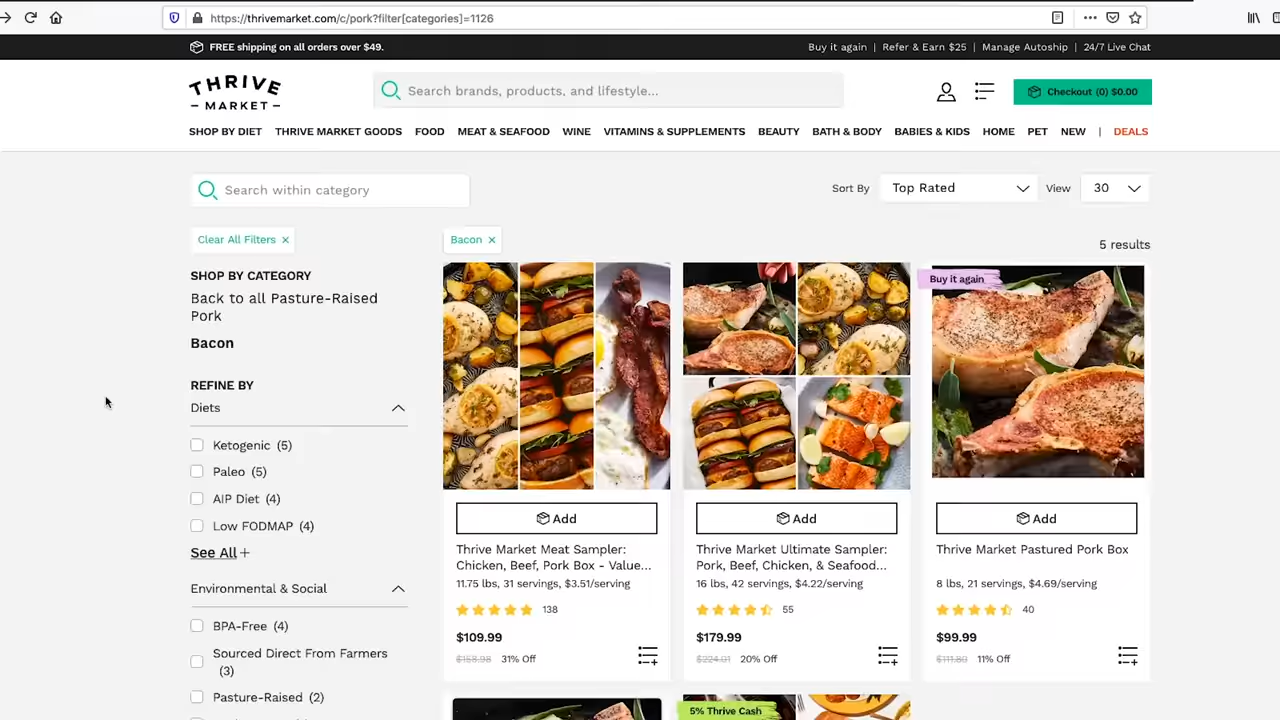 https://thrivemarket.com/c/pork?filter[categories]=1126
FREE shipping on all orders over $49.
Buy it again | Refer & Earn $25 | Manage Autoship | 24/7 Live Chat
THRIVE
MARKET
Search brands, products, and lifestyle...
Checkout (0) $0.00
SHOP BY DIET THRIVE MARKET GOODS FOOD MEAT & SEAFOOD WINE VITAMINS & SUPPLEMENTS BEAUTY BATH & BODY BABIES & KIDS HOME PET NEW | DEALS
Search within category
Sort By Top Rated View 30
Clear All Filters ×
Bacon ×
5 results
SHOP BY CATEGORY
Back to all Pasture-Raised
Pork
Bacon
REFINE BY
Diets
Ketogenic (5)
Paleo (5)
AIP Diet (4)
Low FODMAP (4)
See All +
Environmental & Social
BPA-Free (4)
Sourced Direct From Farmers
(3)
Pasture-Raised (2)
Add
Thrive Market Meat Sampler:
Chicken, Beef, Pork Box - Value...
11.75 lbs, 31 servings, $3.51/serving
138
$109.99
$158.98 31% Off
Add
Thrive Market Ultimate Sampler:
Pork, Beef, Chicken, & Seafood...
16 lbs, 42 servings, $4.22/serving
55
$179.99
$224.01 20% Off
Buy it again
Add
Thrive Market Pastured Pork Box
8 lbs, 21 servings, $4.69/serving
40
$99.99
$111.80 11% Off
5% Thrive Cash